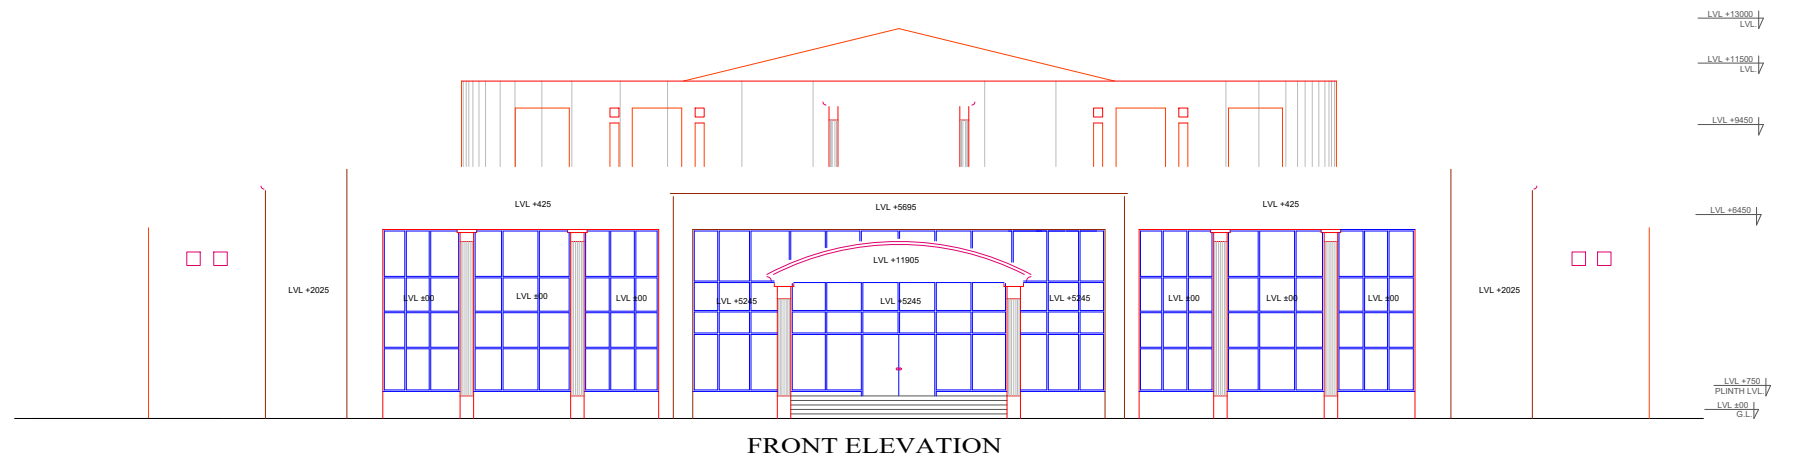 LVL +13000
LVL.
LVL +11500
LVL.
LVL +9450
LVL +425
LVL +5695
LVL +425
LVL +6450
LVL +11905
LVL +2025
LVL ±00
LVL ±00
LVL ±00
LVL +5245
LVL +5245
LVL +5245
LVL ±00
LVL ±00
LVL ±00
LVL +2025
LVL +750
PLINTH LVL.
LVL ±00
G.L.
FRONT ELEVATION